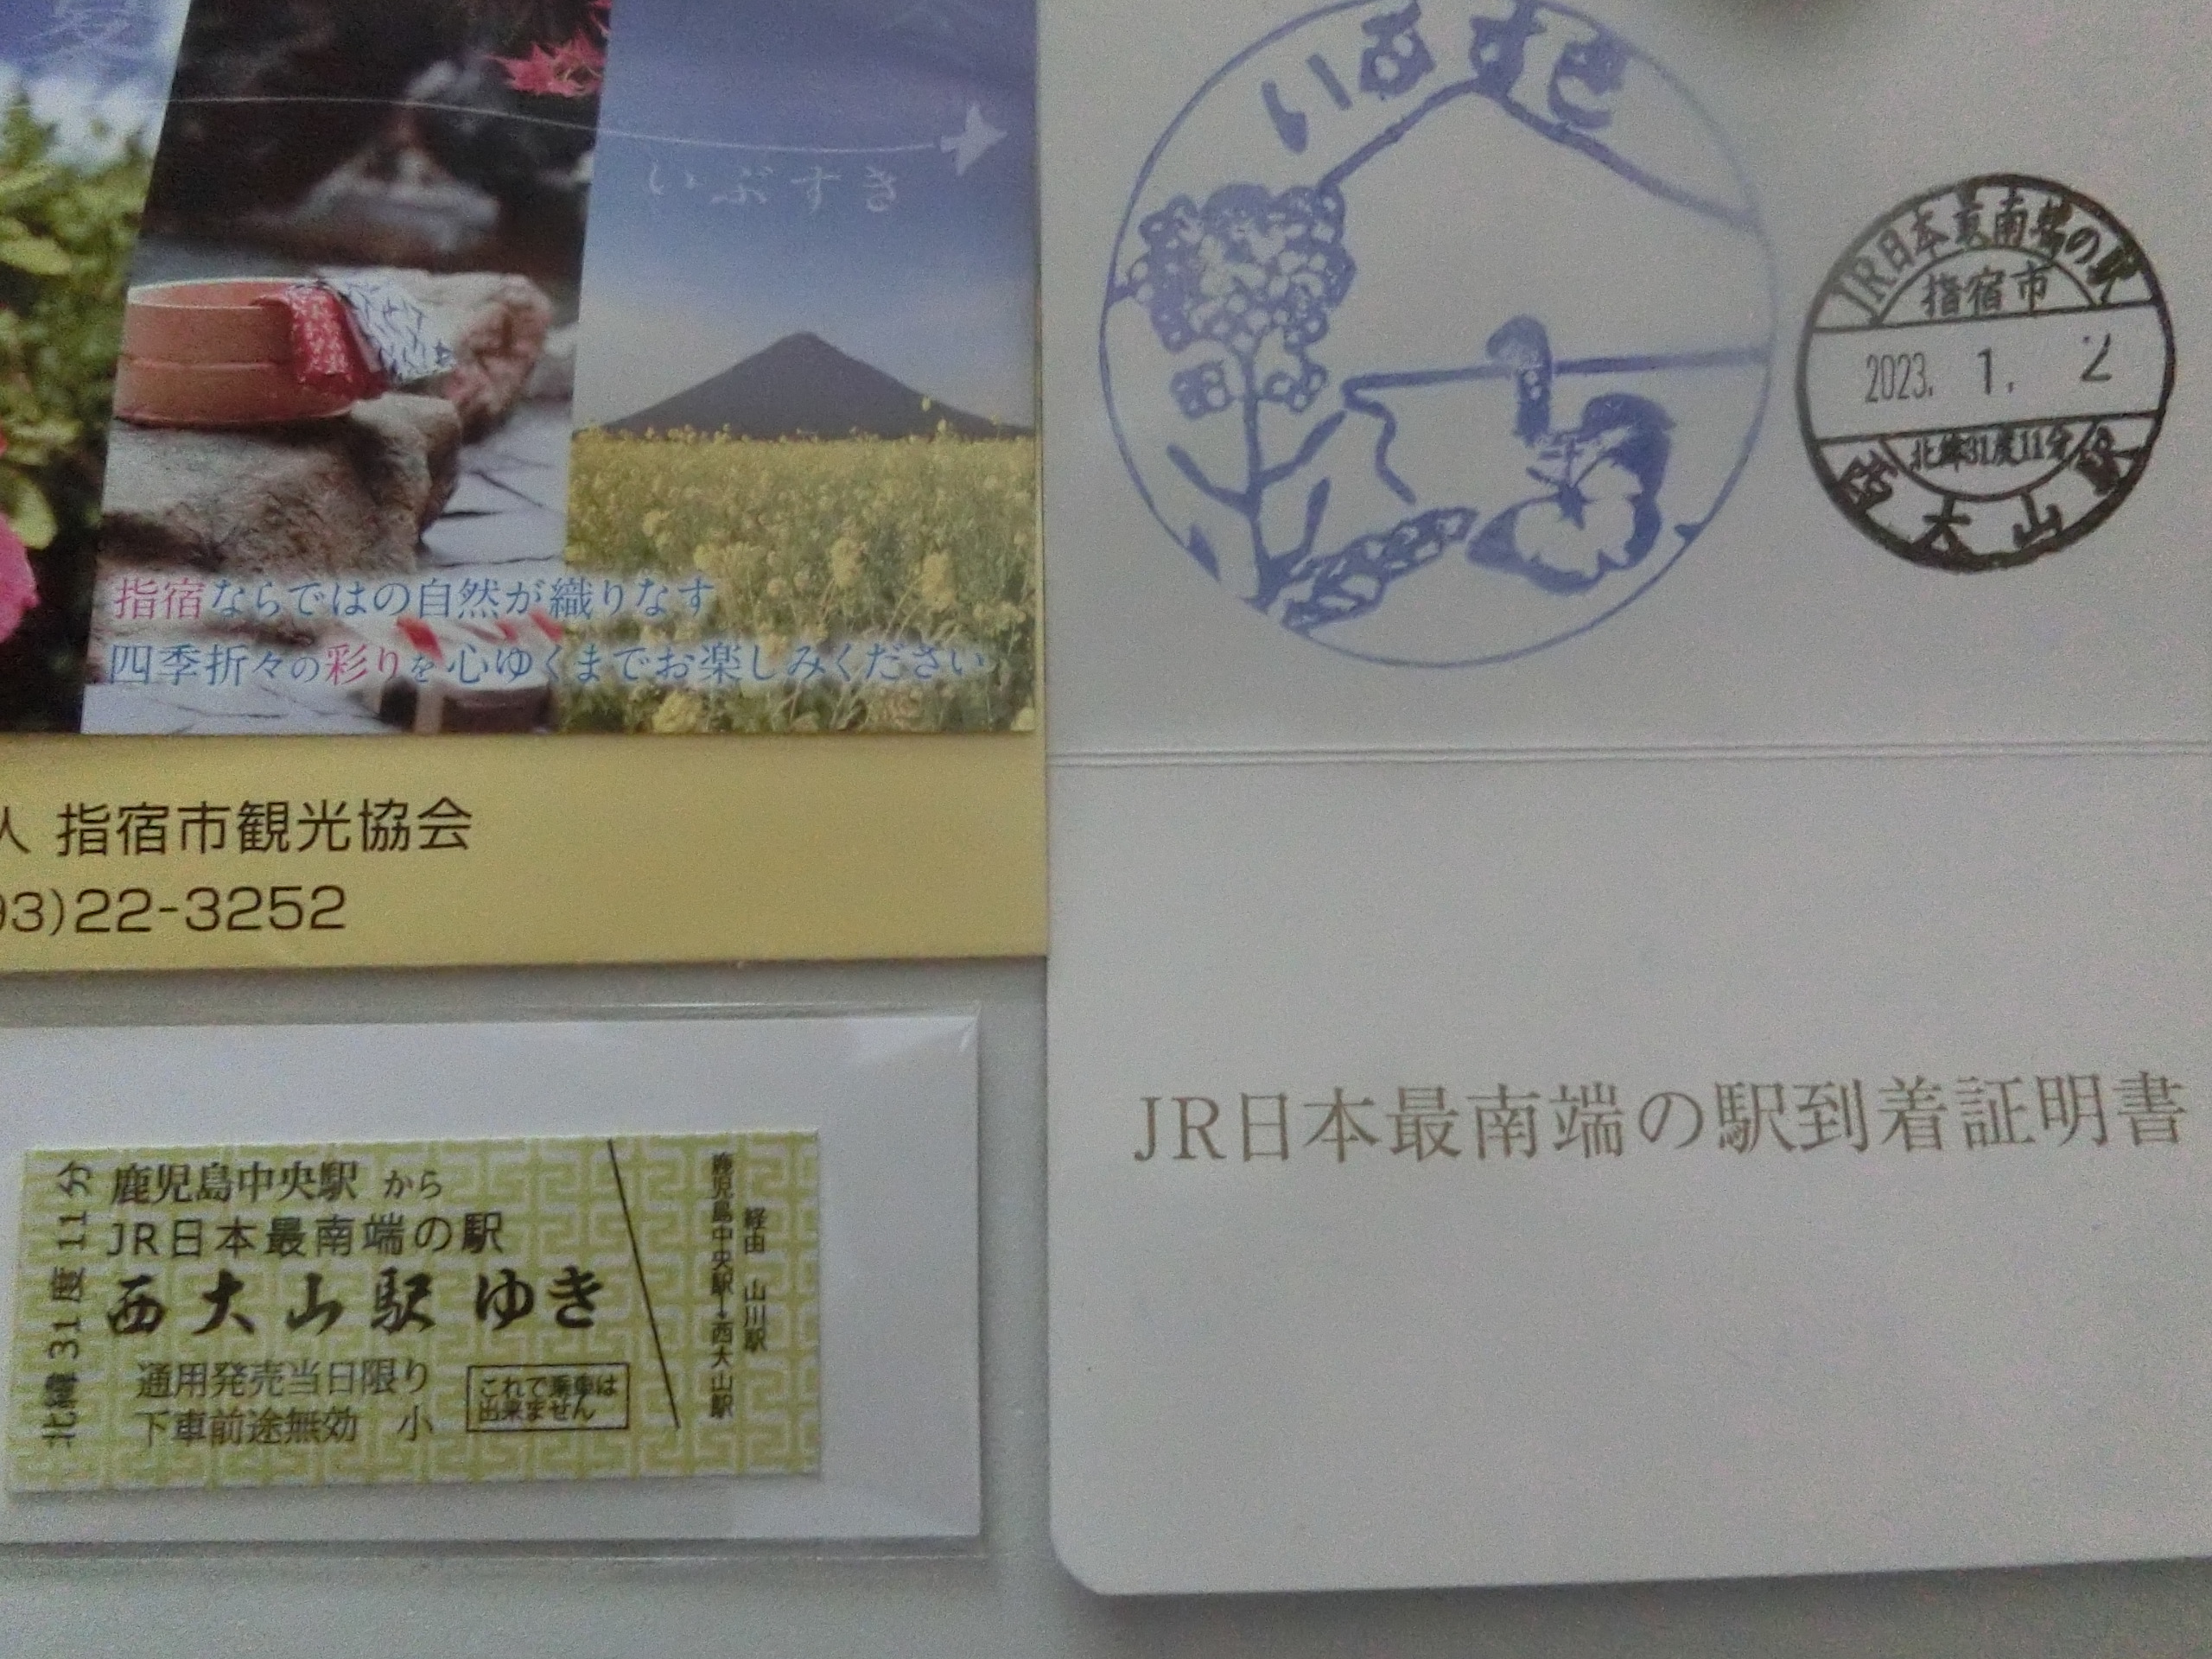 夏
いぶすき
指宿ならではの自然が織りなす
四季折々の彩りを心ゆくまでお楽しみください
人 指宿市観光協会
93)22-3252
いぶすき
JR日本最南端の駅
指宿市
2023. 1. 2
北緯31度11分
西大山駅
JR日本最南端の駅到着証明書
北緯31度11分
鹿児島中央駅 から
JR日本最南端の駅
西大山駅 ゆき
通用発売当日限り
下車前途無効 小
これで乗車は
出来ません
経由 山川駅
鹿児島中央駅→西大山駅